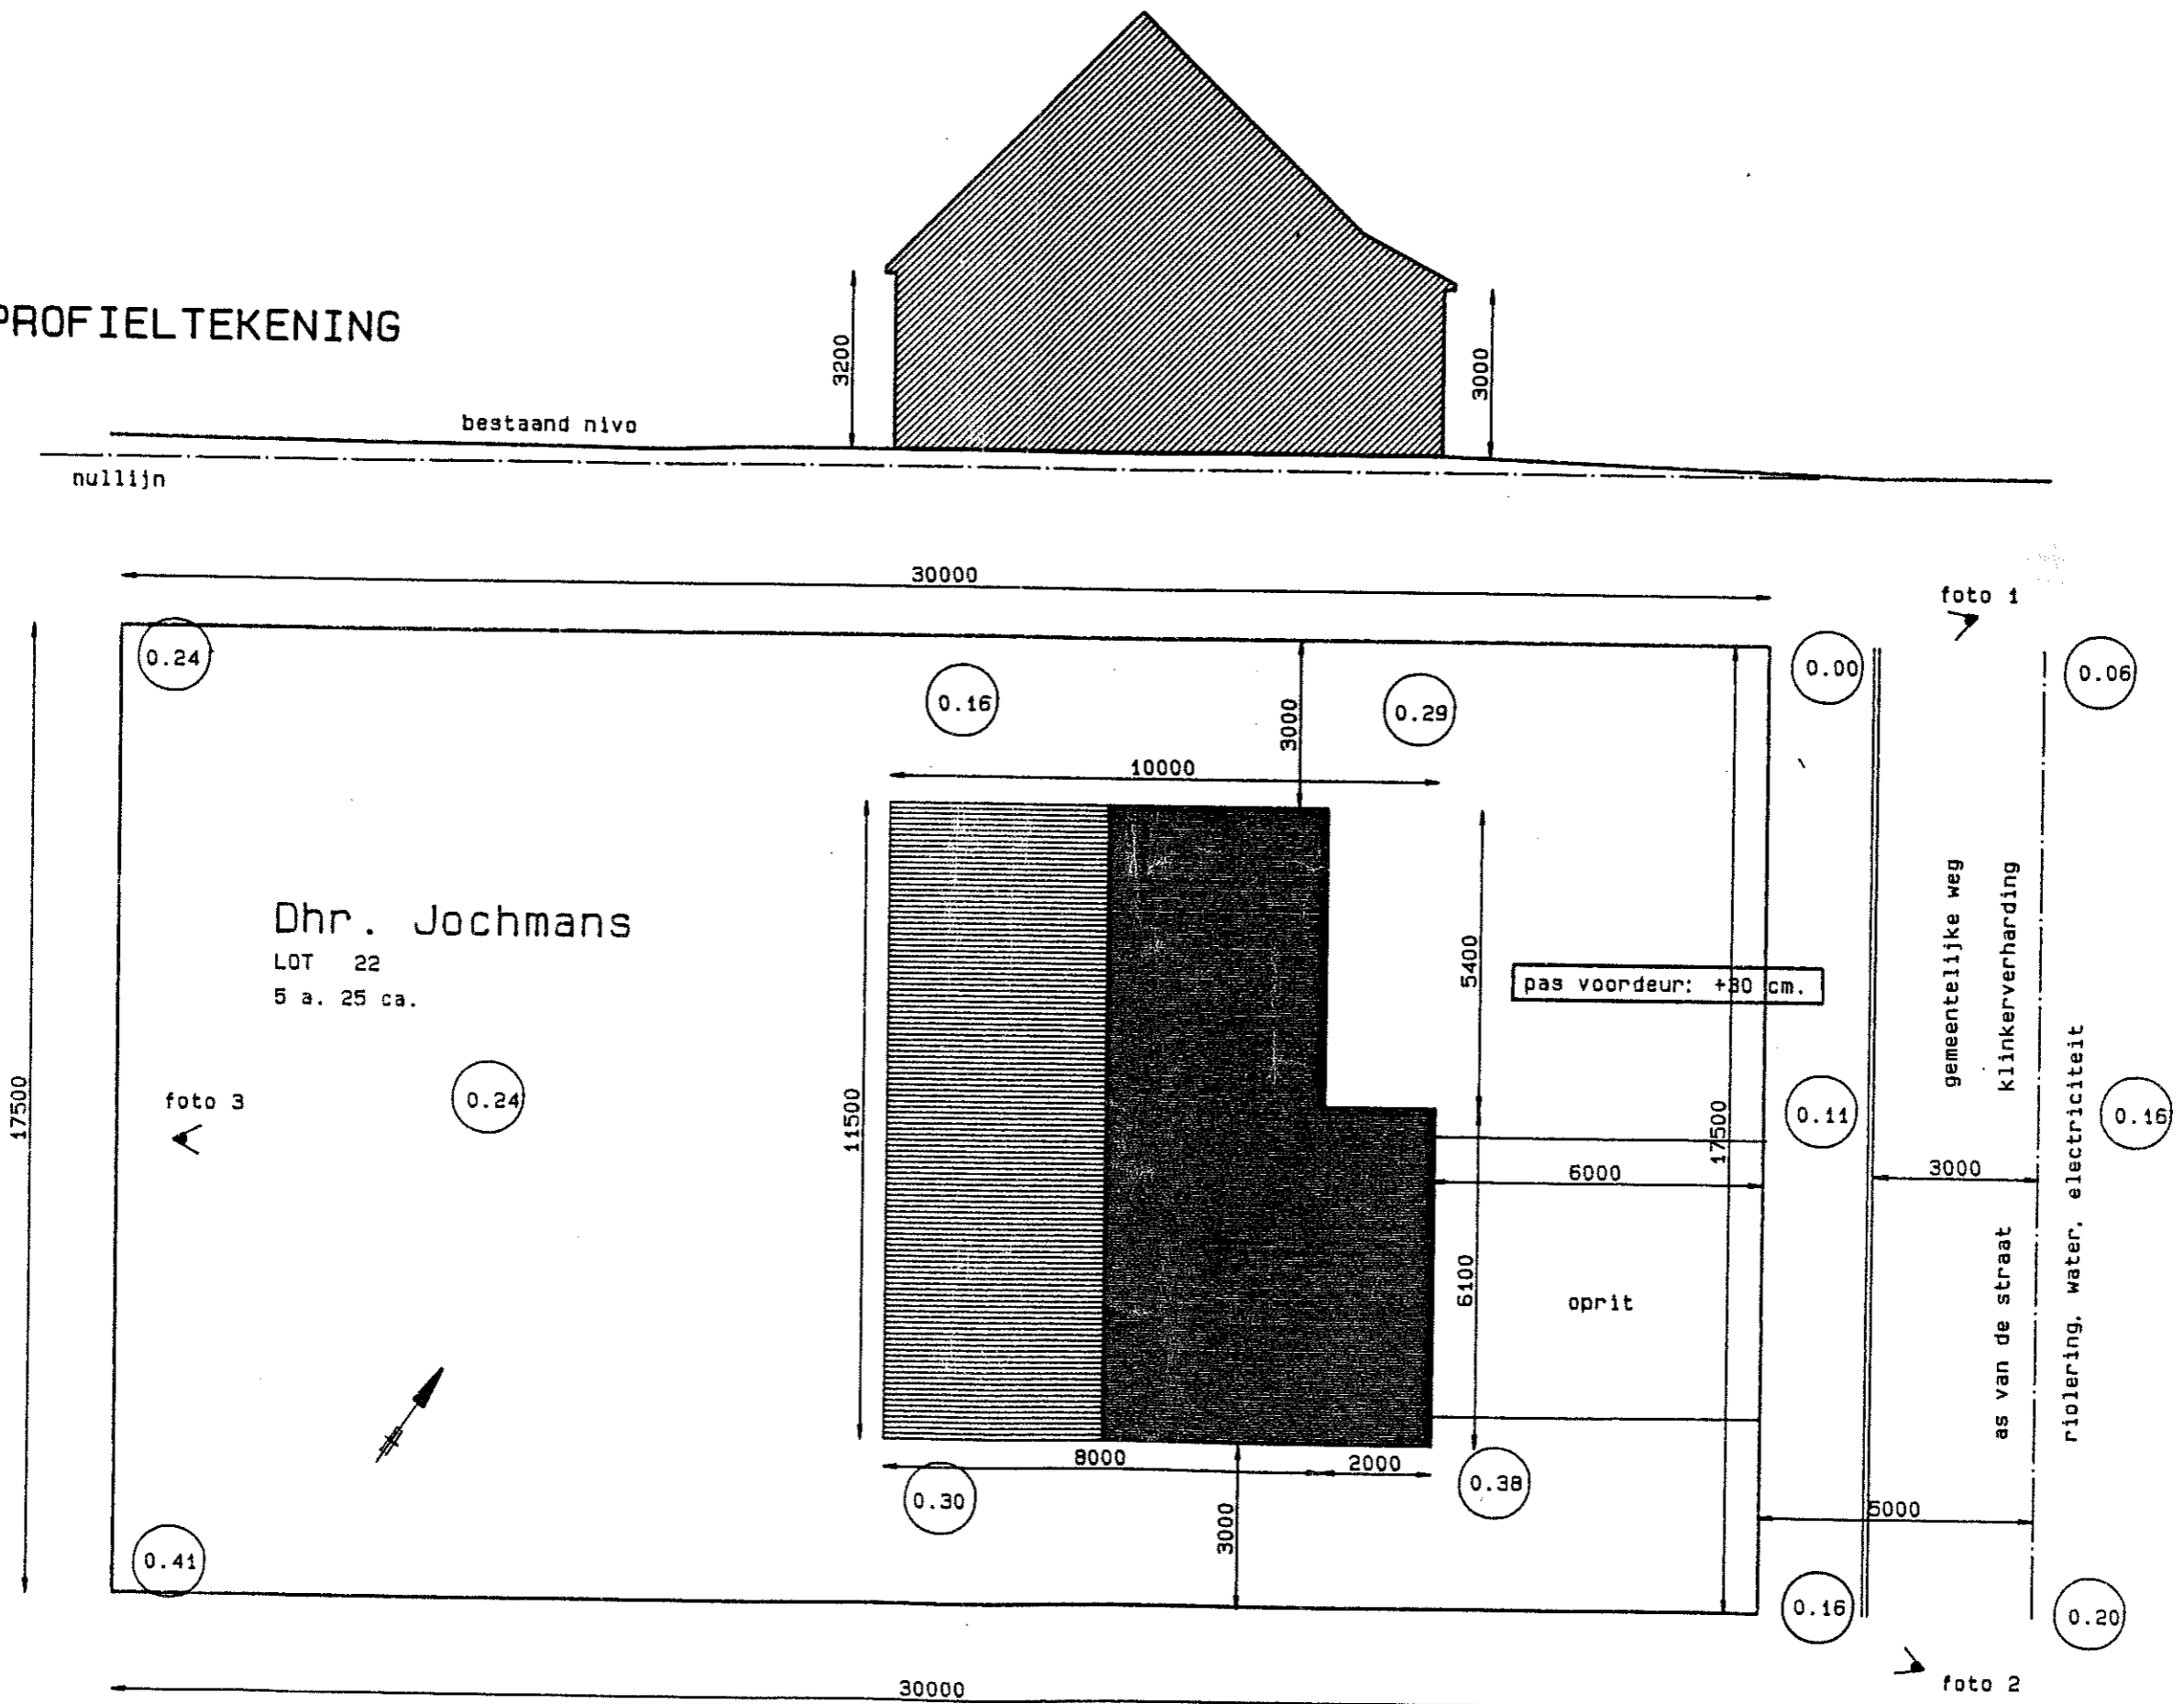 PROFIELTEKENING
3200
3000
bestaand nivo
nullijn
30000
foto 1
0.24
0.16
0.29
0.00
0.06
3000
10000
17500
Dhr. Jochmans
LOT 22
5 a. 25 ca.
11500
5400
pas voordeur: +30 cm.
gemeentelijke weg
klinkerverharding
foto 3
0.24
17500
0.11
0.16
6000
3000
6100
oprit
as van de straat
riolering, water, electriciteit
8000
2000
0.30
0.38
3000
5000
0.41
0.16
0.20
foto 2
30000